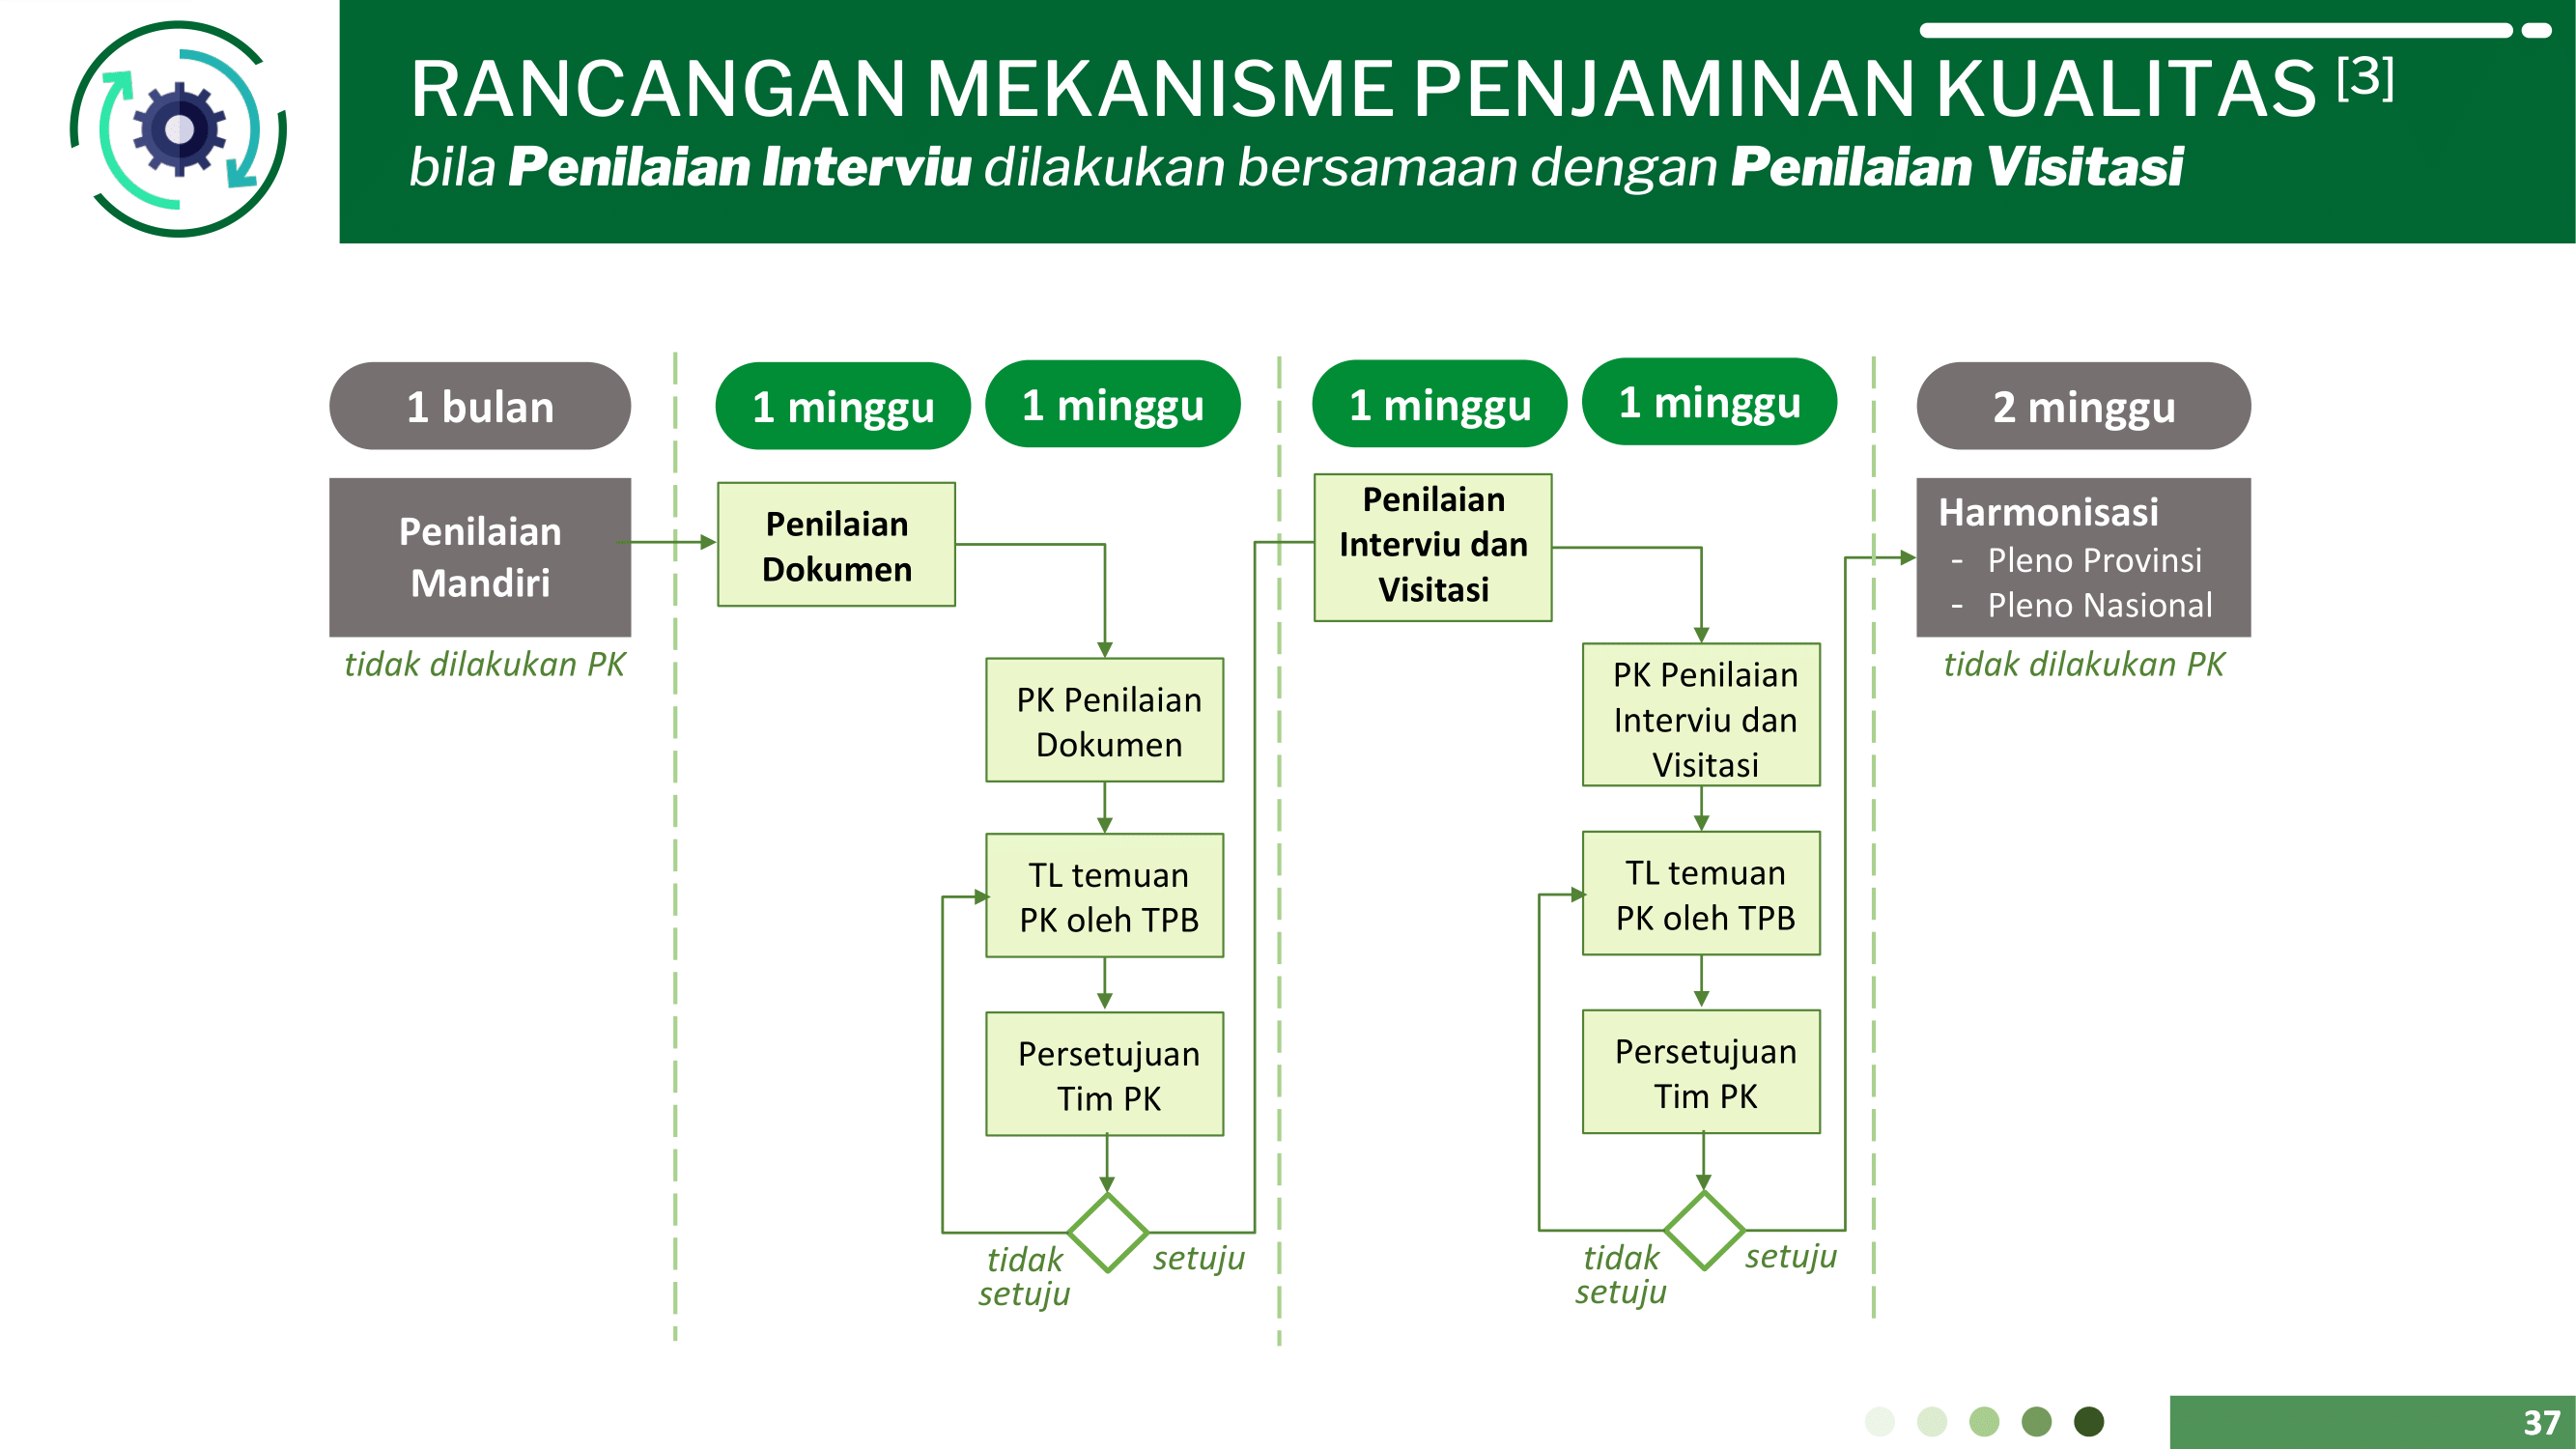 RANCANGAN MEKANISME PENJAMINAN KUALITAS [3]
bila Penilaian Interviu dilakukan bersamaan dengan Penilaian Visitasi
1 bulan
Penilaian
Mandiri
tidak dilakukan PK
1 minggu
Penilaian
Dokumen
1 minggu
PK Penilaian
Dokumen
TL temuan
PK oleh TPB
Persetujuan
Tim PK
tidak
setuju
setuju
1 minggu
Penilaian
Interviu dan
Visitasi
1 minggu
PK Penilaian
Interviu dan
Visitasi
TL temuan
PK oleh TPB
Persetujuan
Tim PK
tidak
setuju
setuju
2 minggu
Harmonisasi
- Pleno Provinsi
- Pleno Nasional
tidak dilakukan PK
37